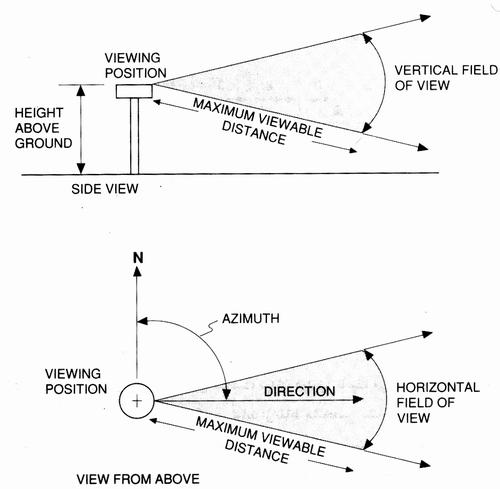 VIEWING
POSITION
VERTICAL FIELD
OF VIEW
HEIGHT
ABOVE
GROUND
MAXIMUM VIEWABLE
DISTANCE
SIDE VIEW
N
AZIMUTH
VIEWING
POSITION
DIRECTION
HORIZONTAL
FIELD OF
VIEW
MAXIMUM VIEWABLE
DISTANCE
VIEW FROM ABOVE